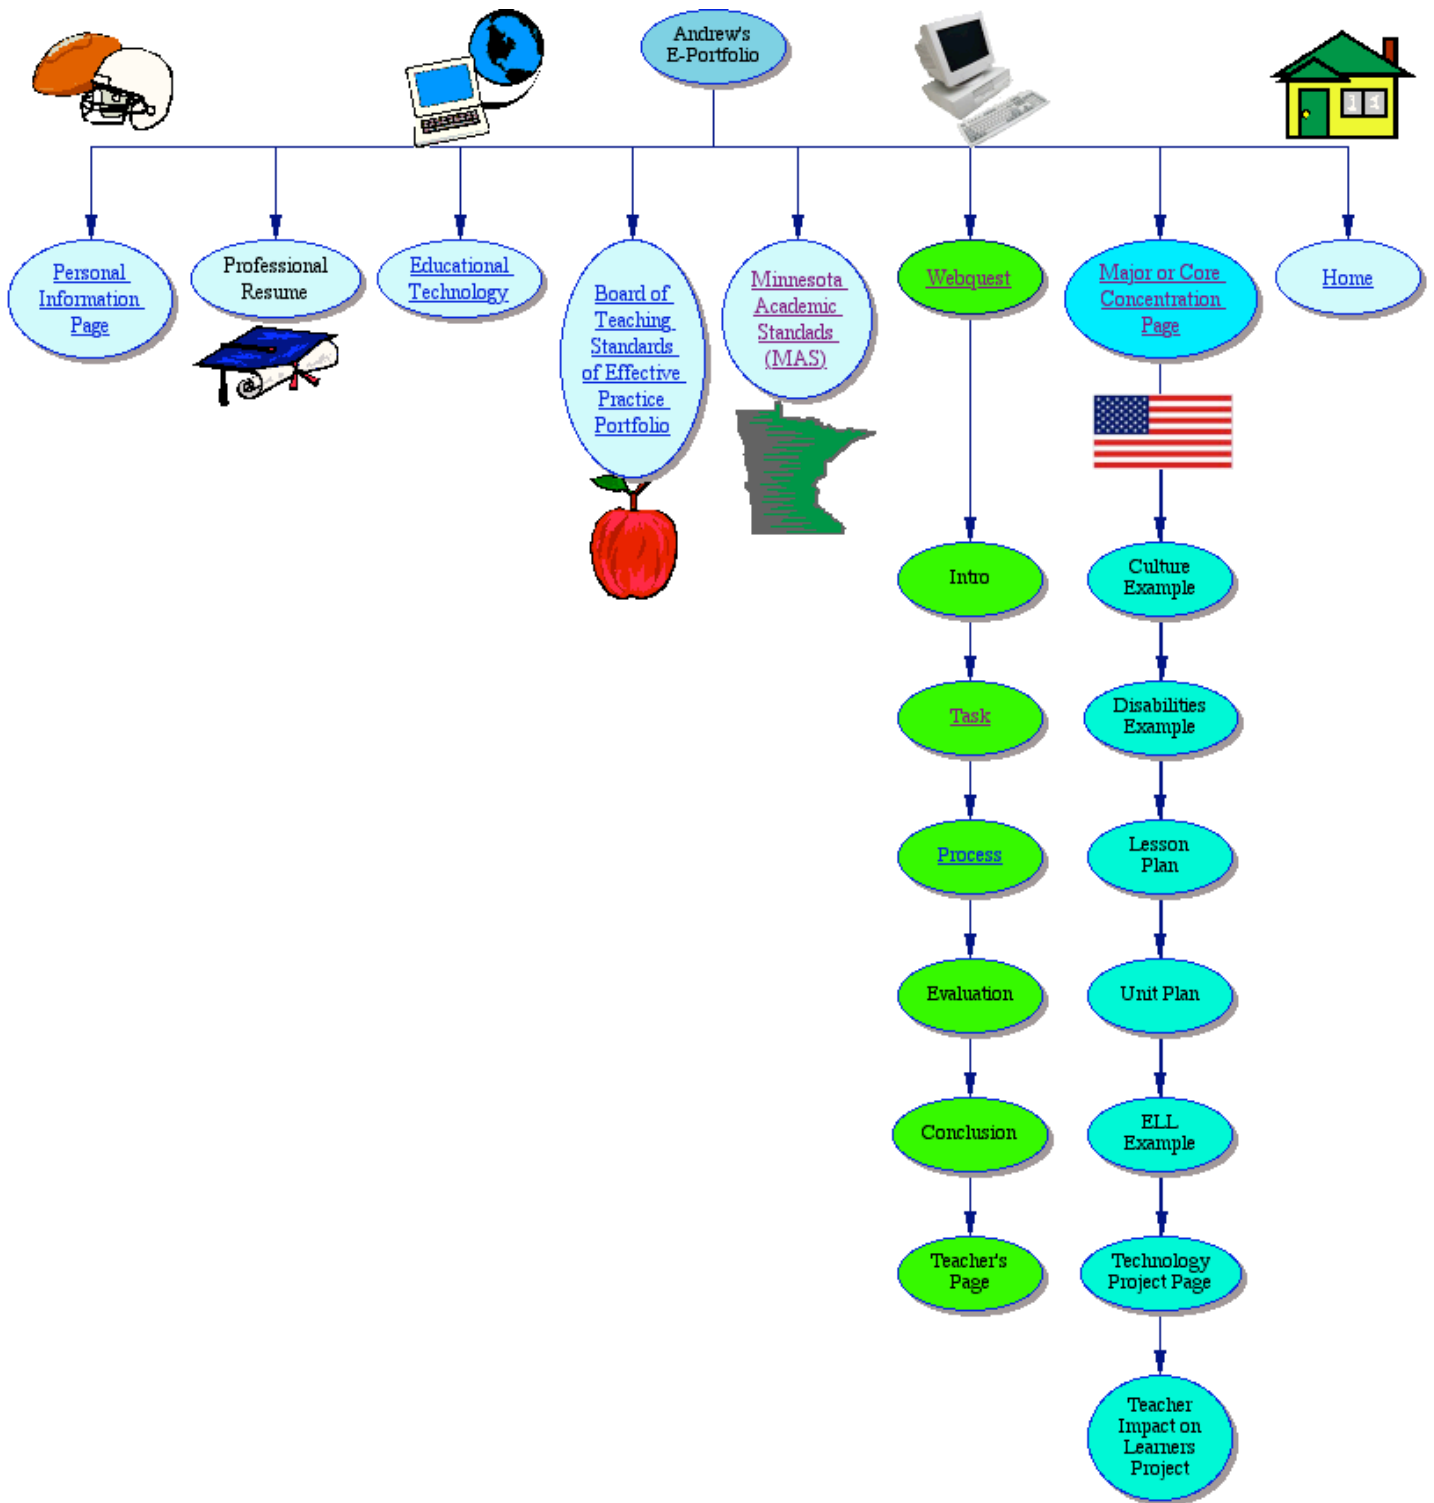 Andrew's
E-Portfolio
Personal
Information
Page
Professional
Resume
Educational
Technology
Board of
Teaching
Standards
of Effective
Practice
Portfolio
Minnesota
Academic
Standads
(MAS)
Webquest
Major or Core
Concentration
Page
Home
Intro
Task
Process
Evaluation
Conclusion
Teacher's
Page
Culture
Example
Disabilities
Example
Lesson
Plan
Unit Plan
ELL
Example
Technology
Project Page
Teacher
Impact on
Learners
Project